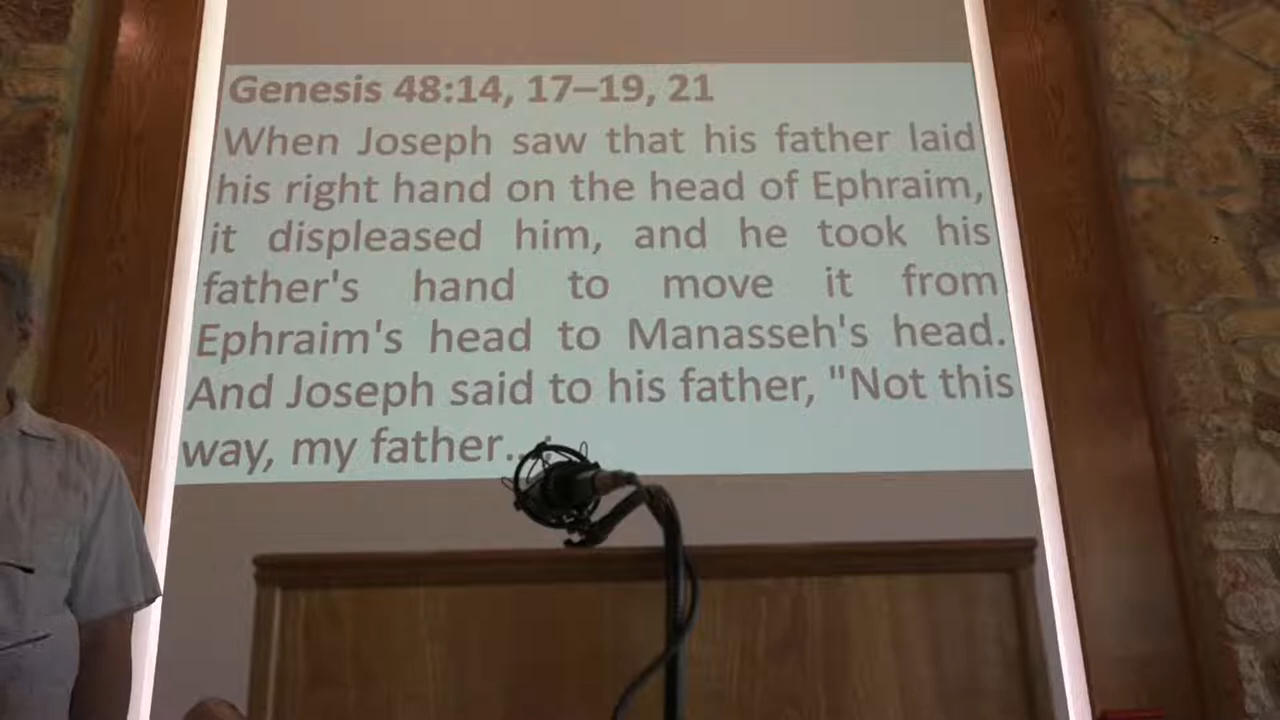 Genesis 48:14, 17–19, 21
When Joseph saw that his father laid
his right hand on the head of Ephraim,
it displeased him, and he took his
father's hand to move it from
Ephraim's head to Manasseh's head.
And Joseph said to his father, "Not this
way, my father...